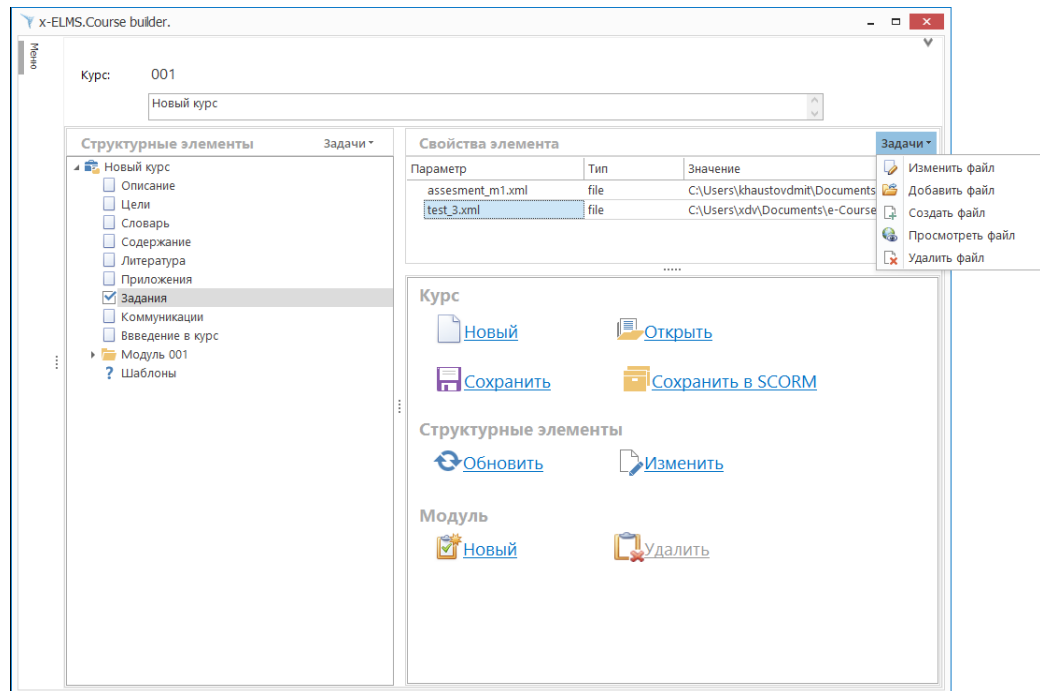 x-ELMS.Course builder.
Меню
Курс: 001
Новый курс
Структурные элементы Задачи
Свойства элемента Задачи
Новый курс
Описание
Цели
Словарь
Содержание
Литература
Приложения
Задания
Коммуникации
Ввведение в курс
Модуль 001
? Шаблоны
Параметр Тип Значение
assesment_m1.xml file C:\Users\khaustovdmit\Documents
test_3.xml file C:\Users\xdv\Documents\e-Course
Изменить файл
Добавить файл
Создать файл
Просмотреть файл
Удалить файл
Курс
Новый Открыть
Сохранить Сохранить в SCORM
Структурные элементы
Обновить Изменить
Модуль
Новый Удалить